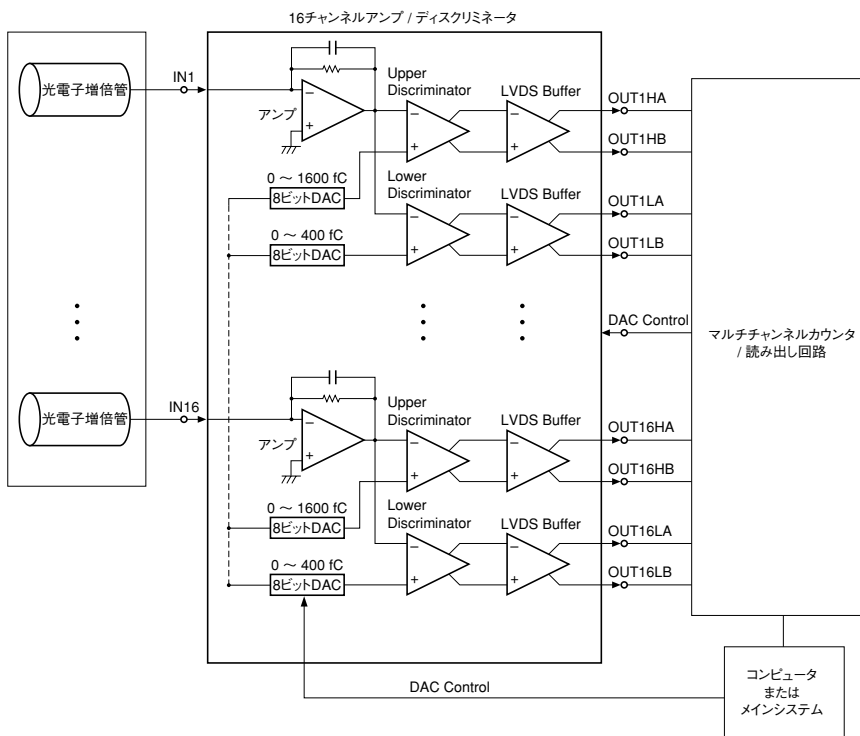 16チャンネルアンプ / ディスクリミネータ
光電子増倍管
IN1
アンプ
Upper
Discriminator
LVDS Buffer
OUT1HA
OUT1HB
0 ～ 1600 fC
8ビットDAC
Lower
Discriminator
LVDS Buffer
OUT1LA
OUT1LB
0 ～ 400 fC
8ビットDAC
DAC Control
マルチチャンネルカウンタ
/ 読み出し回路
光電子増倍管
IN16
アンプ
Upper
Discriminator
LVDS Buffer
OUT16HA
OUT16HB
0 ～ 1600 fC
8ビットDAC
Lower
Discriminator
LVDS Buffer
OUT16LA
OUT16LB
0 ～ 400 fC
8ビットDAC
DAC Control
コンピュータ
または
メインシステム